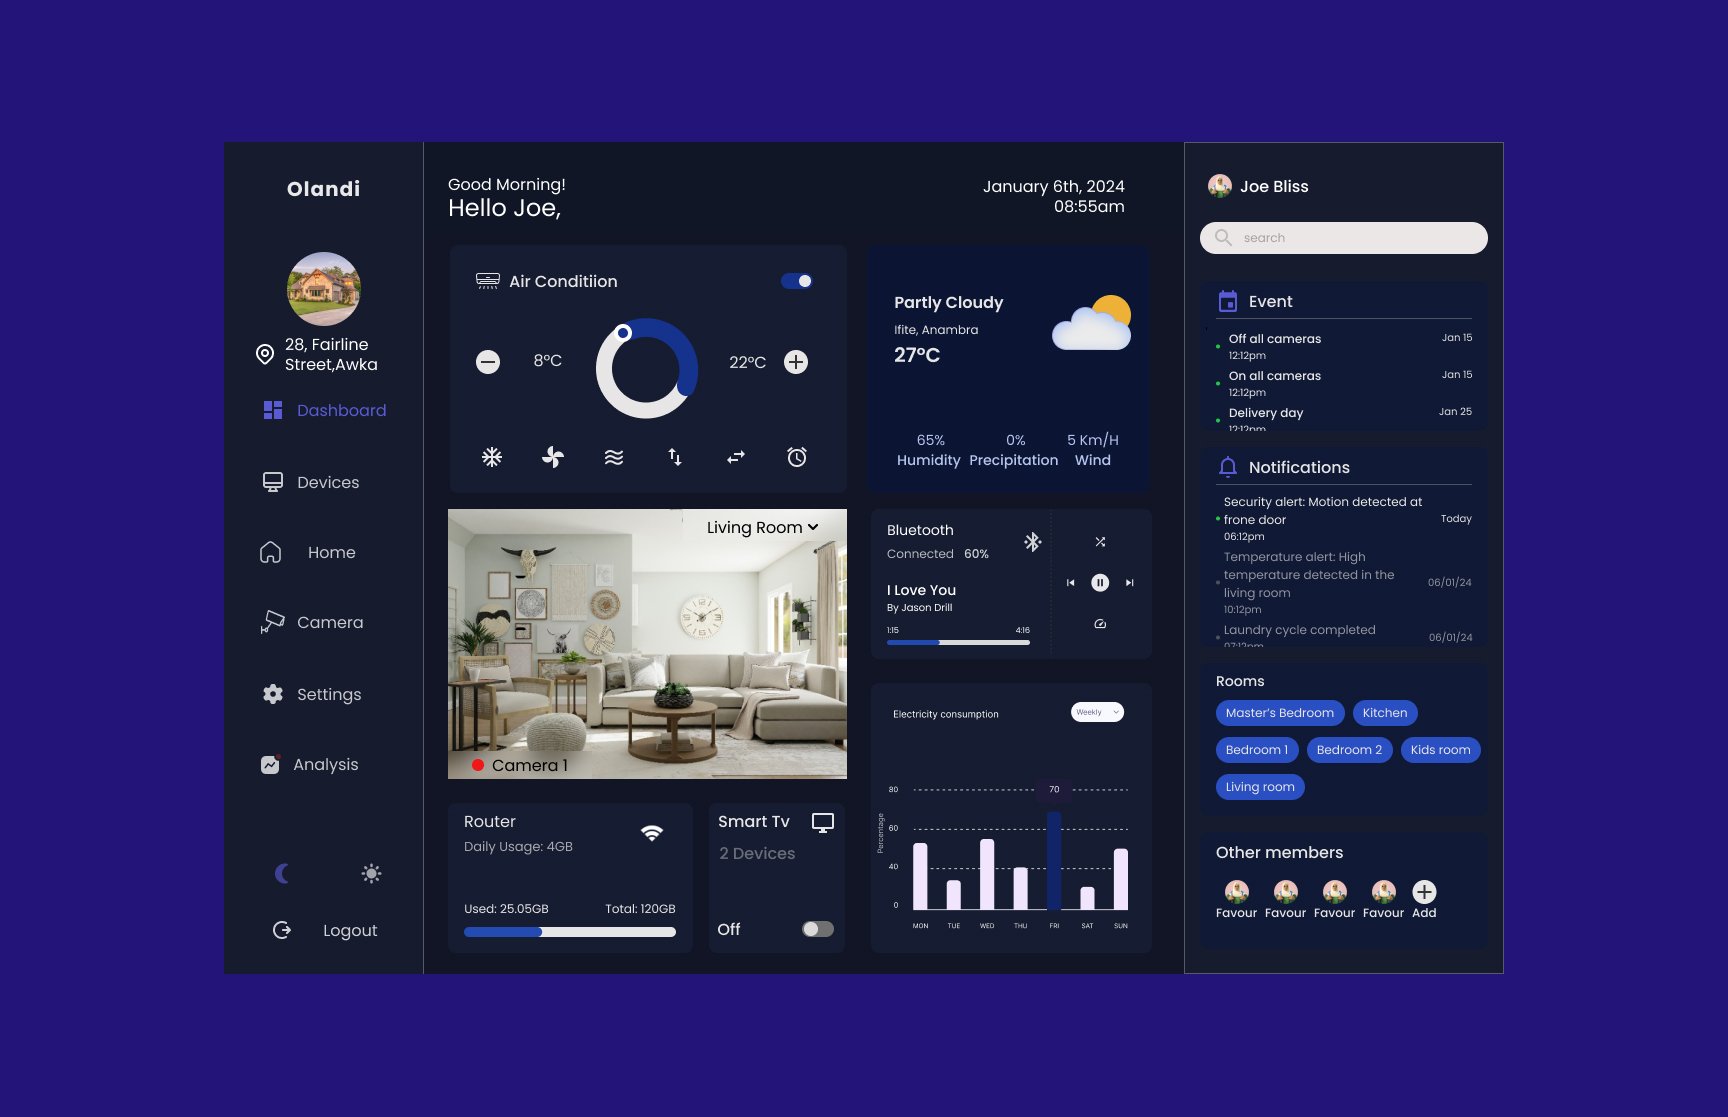 Olandi
28, Fairline
Street,Awka
Dashboard
Devices
Home
Camera
Settings
Analysis
Logout
Good Morning!
Hello Joe,
January 6th, 2024
08:55am
Air Conditiion
8°C
22°C
Partly Cloudy
Ifite, Anambra
27°C
65%
Humidity
0%
Precipitation
5 Km/H
Wind
Living Room
Camera 1
Bluetooth
Connected 60%
I Love You
By Jason Drill
1:15
4:16
Router
Daily Usage: 4GB
Used: 25.05GB
Total: 120GB
Smart Tv
2 Devices
Off
Electricity consumption
Weekly
Percentage
80
60
40
0
70
MON
TUE
WED
THU
FRI
SAT
SUN
Joe Bliss
search
Event
Off all cameras
Jan 15
12:12pm
On all cameras
Jan 15
12:12pm
Delivery day
Jan 25
12:12pm
Notifications
Security alert: Motion detected at
frone door
Today
06:12pm
Temperature alert: High
temperature detected in the
living room
06/01/24
10:12pm
Laundry cycle completed
06/01/24
07:12pm
Rooms
Master's Bedroom
Kitchen
Bedroom 1
Bedroom 2
Kids room
Living room
Other members
Favour
Favour
Favour
Favour
Add